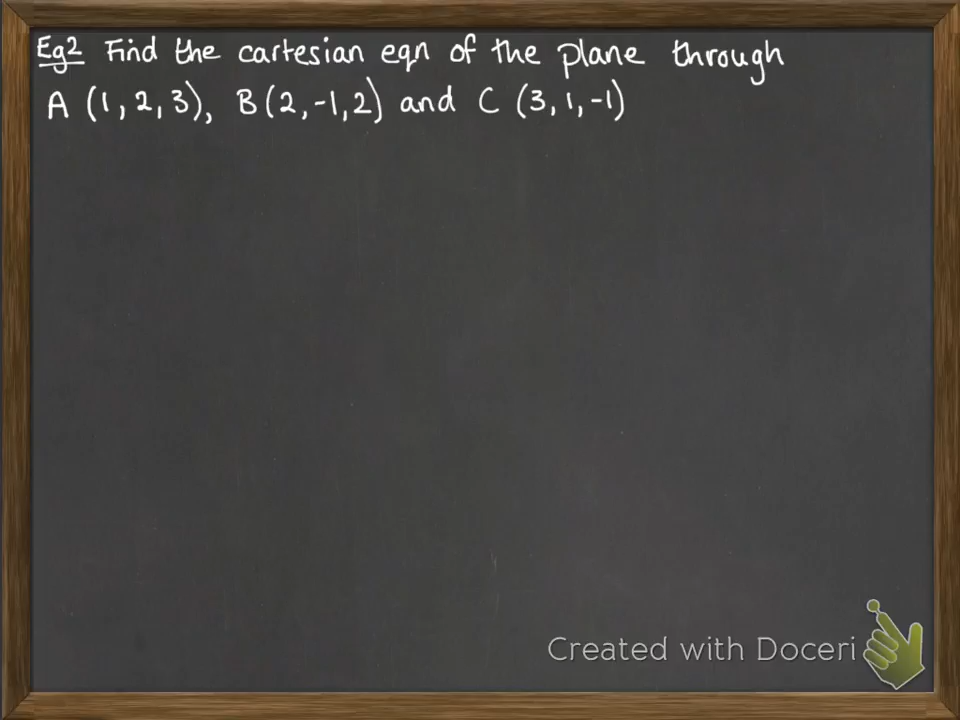 Eg2 Find the cartesian eqn of the plane through
A (1, 2, 3), B (2, -1, 2) and C (3, 1, -1)
Created with Doceri